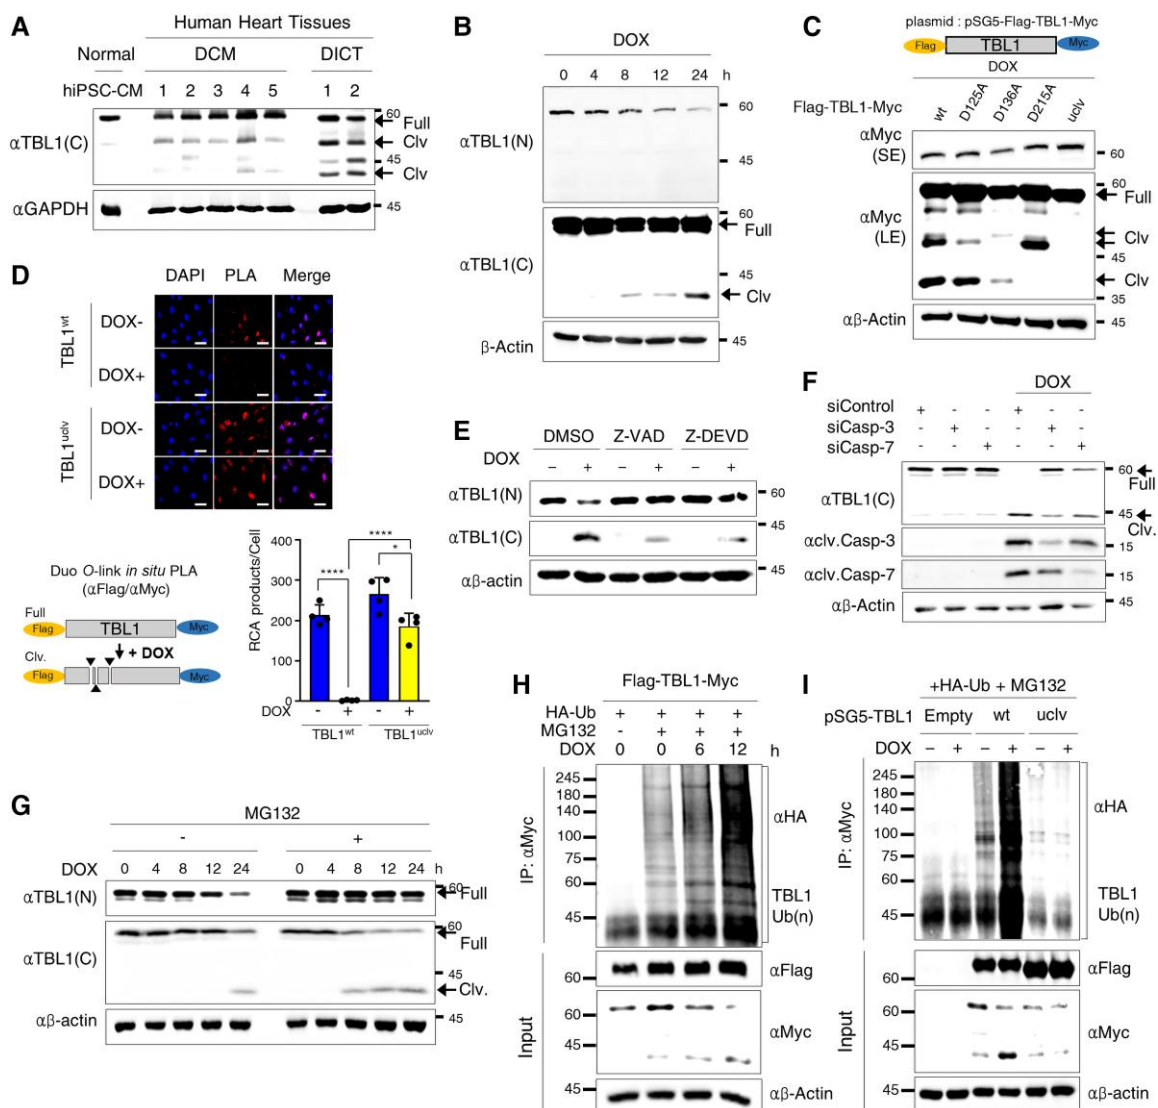 A
Human Heart Tissues
Normal DCM DICT
hiPSC-CM 1 2 3 4 5 1 2
αTBL1(C)
60
Full
Clv
45
Clv
αGAPDH
45
B
DOX
0 4 8 12 24 h
αTBL1(N)
60
45
αTBL1(C)
60
Full
45
Clv
β-Actin
45
C
plasmid : pSG5-Flag-TBL1-Myc
Flag TBL1 Myc
DOX
Flag-TBL1-Myc wt D125A D136A D215A uclv
αMyc
(SE)
60
αMyc
(LE)
60
Full
Clv
45
Clv
35
αβ-Actin
45
D
DAPI PLA Merge
TBL1wt
DOX-
DOX+
TBL1uclv
DOX-
DOX+
Duo O-link in situ PLA
(αFlag/αMyc)
Full
Flag TBL1 Myc
+ DOX
Clv.
Flag Myc
RCA products/Cell
400
300
200
100
0
**** **** *
DOX - + - +
TBL1wt TBL1uclv
E
DMSO Z-VAD Z-DEVD
DOX – + – + – +
αTBL1(N)
60
αTBL1(C)
45
αβ-actin
45
F
DOX
siControl + - - + - -
siCasp-3 - + - - + -
siCasp-7 - - + - - +
αTBL1(C)
60
Full
45
Clv.
αclv.Casp-3
15
αclv.Casp-7
15
αβ-Actin
45
G
MG132
- +
DOX 0 4 8 12 24 0 4 8 12 24 h
αTBL1(N)
60
Full
αTBL1(C)
60
Full
45
Clv.
αβ-actin
45
H
Flag-TBL1-Myc
HA-Ub + + + +
MG132 - + + +
DOX 0 0 6 12 h
IP: αMyc
245
180
140
100
75
60
45
αHA
TBL1
Ub(n)
Input
60
αFlag
60
45
αMyc
45
αβ-Actin
I
+HA-Ub + MG132
pSG5-TBL1 Empty wt uclv
DOX – + – + – +
IP: αMyc
245
180
140
100
75
60
45
αHA
TBL1
Ub(n)
Input
60
αFlag
60
45
αMyc
45
αβ-actin